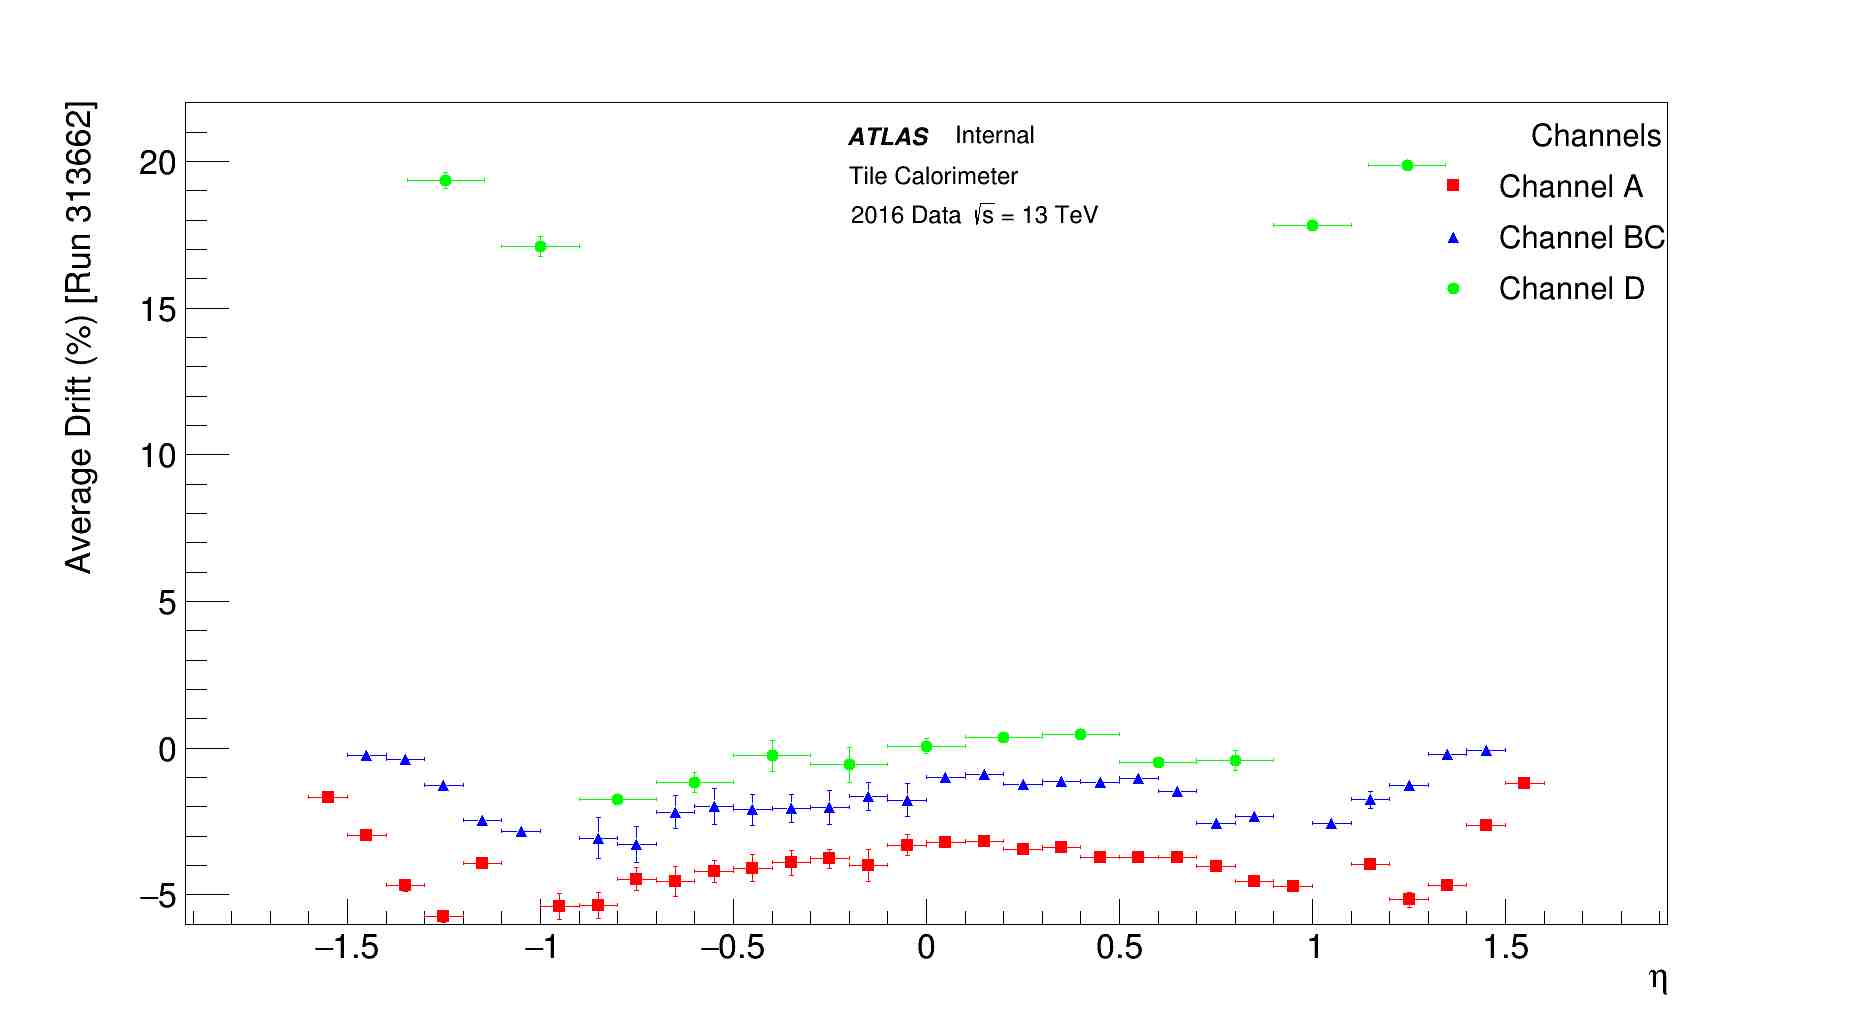 Average Drift (%) [Run 313662]
20
15
10
5
0
−5
ATLAS Internal
Tile Calorimeter
2016 Data √s = 13 TeV
Channels
Channel A
Channel BC
Channel D
−1.5 −1 −0.5 0 0.5 1 1.5
η